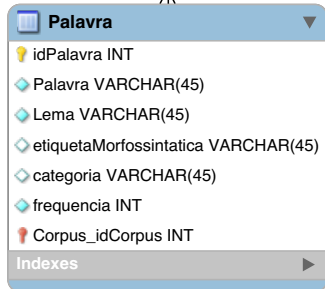 Palavra
idPalavra INT
Palavra VARCHAR(45)
Lema VARCHAR(45)
etiquetaMorfossintatica VARCHAR(45)
categoria VARCHAR(45)
frequencia INT
Corpus_idCorpus INT
Indexes